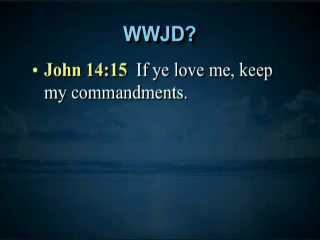 WWJD?
• John 14:15 If ye love me, keep
my commandments.